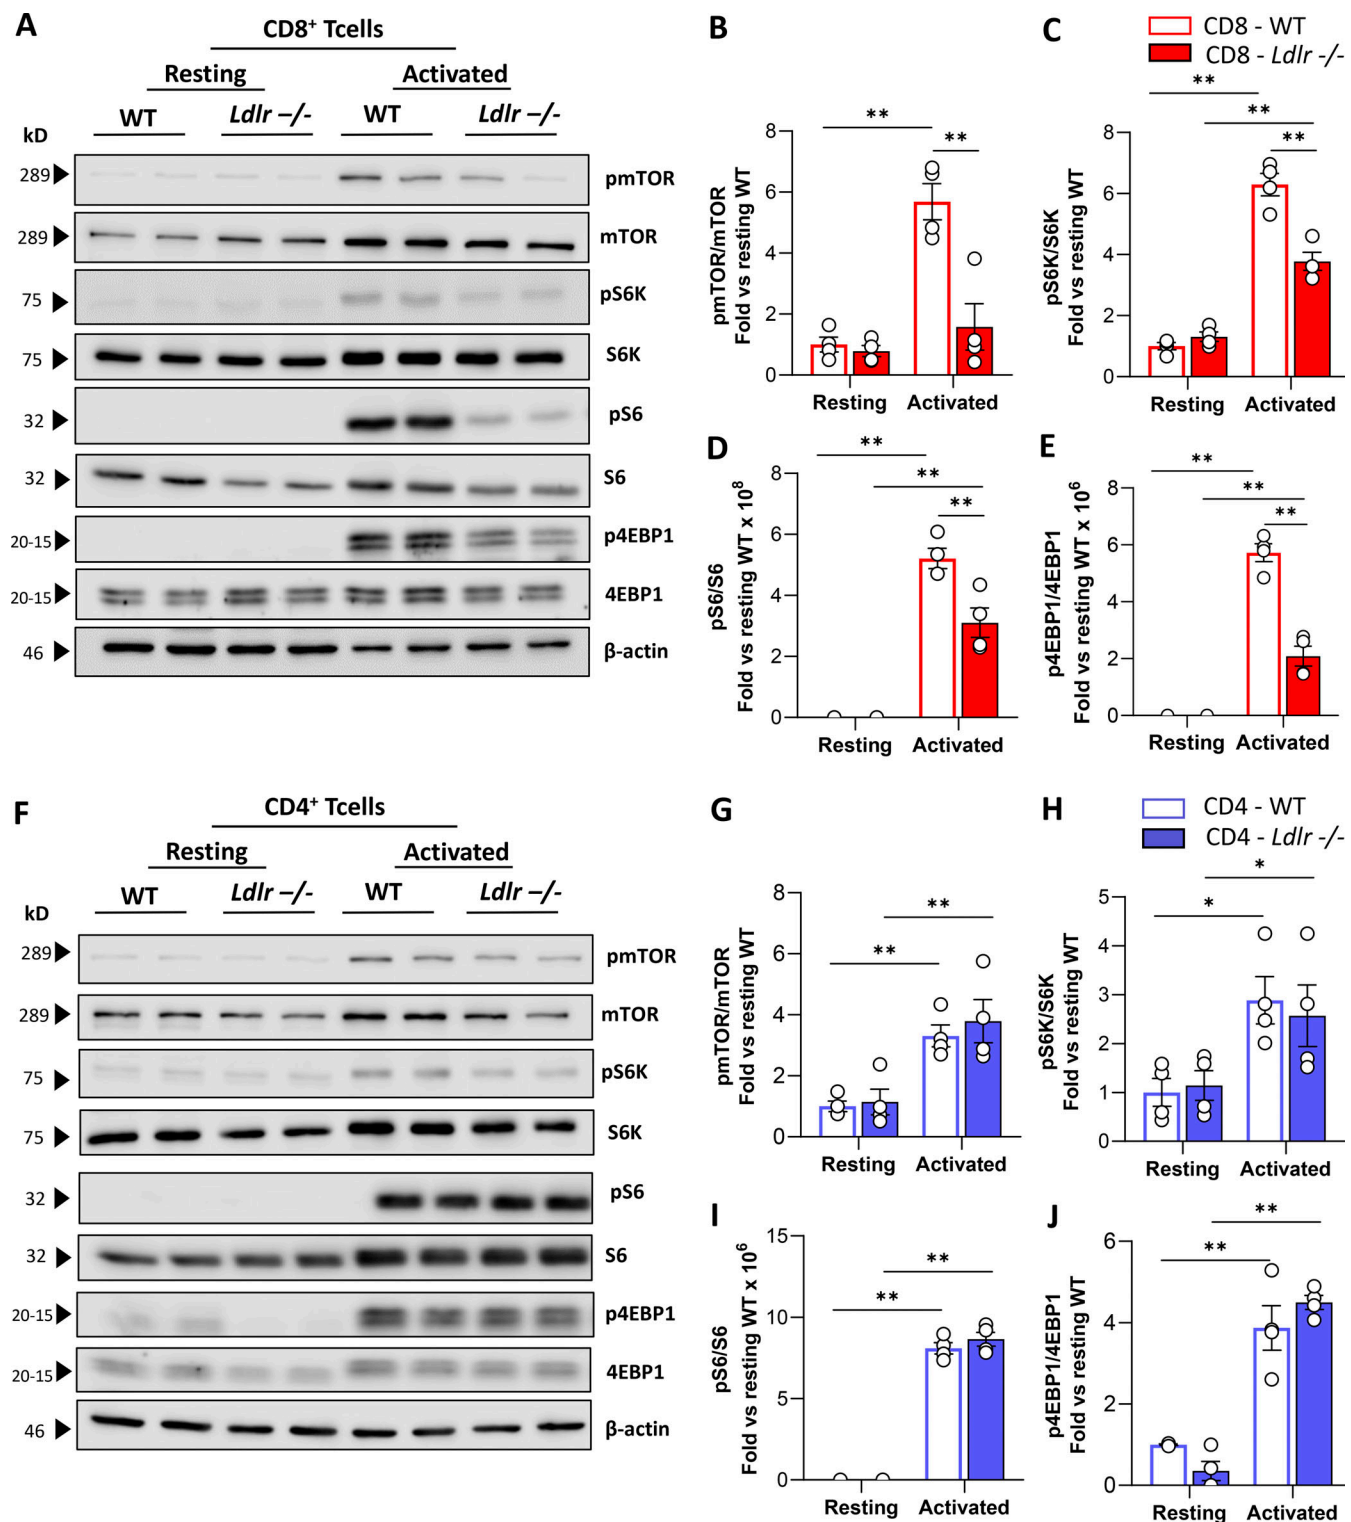 A
CD8⁺ Tcells
Resting
Activated
WT
Ldlr –/-
WT
Ldlr –/-
kD
289
pmTOR
289
mTOR
75
pS6K
75
S6K
32
pS6
32
S6
20-15
p4EBP1
20-15
4EBP1
46
β-actin
B
pmTOR/mTOR
Fold vs resting WT
8
6
4
2
0
**
**
Resting
Activated
CD8 - WT
CD8 - Ldlr -/-
C
pS6K/S6K
Fold vs resting WT
8
6
4
2
0
**
**
**
Resting
Activated
D
pS6/S6
Fold vs resting WT x 10⁸
8
6
4
2
0
**
**
**
Resting
Activated
E
p4EBP1/4EBP1
Fold vs resting WT x 10⁶
8
6
4
2
0
**
**
**
Resting
Activated
F
CD4⁺ Tcells
Resting
Activated
WT
Ldlr –/-
WT
Ldlr –/-
kD
289
pmTOR
289
mTOR
75
pS6K
75
S6K
32
pS6
32
S6
20-15
p4EBP1
20-15
4EBP1
46
β-actin
G
pmTOR/mTOR
Fold vs resting WT
8
6
4
2
0
**
**
Resting
Activated
CD4 - WT
CD4 - Ldlr -/-
H
pS6K/S6K
Fold vs resting WT
5
4
3
2
1
0
*
*
Resting
Activated
I
pS6/S6
Fold vs resting WT x 10⁶
15
10
5
0
**
**
Resting
Activated
J
p4EBP1/4EBP1
Fold vs resting WT
6
4
2
0
**
**
Resting
Activated